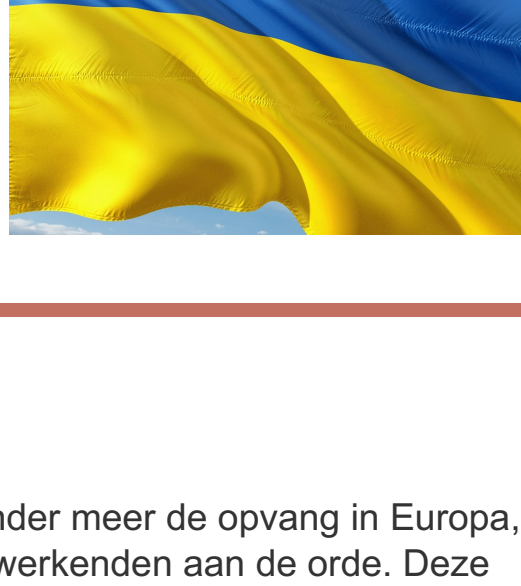 nder meer de opvang in Europa,
werkenden aan de orde. Deze